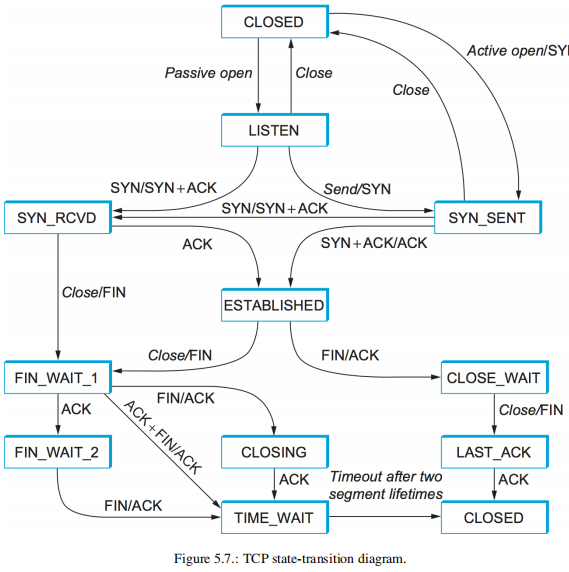 CLOSED
Active open/SY
Passive open
Close
Close
LISTEN
SYN/SYN+ACK
Send/SYN
SYN/SYN+ACK
SYN_RCVD
SYN_SENT
ACK
SYN+ACK/ACK
Close/FIN
ESTABLISHED
Close/FIN
FIN/ACK
FIN_WAIT_1
CLOSE_WAIT
FIN/ACK
ACK
ACK+FIN/ACK
Close/FIN
FIN_WAIT_2
CLOSING
LAST_ACK
ACK
Timeout after two
segment lifetimes
ACK
FIN/ACK
TIME_WAIT
CLOSED
Figure 5.7.: TCP state-transition diagram.